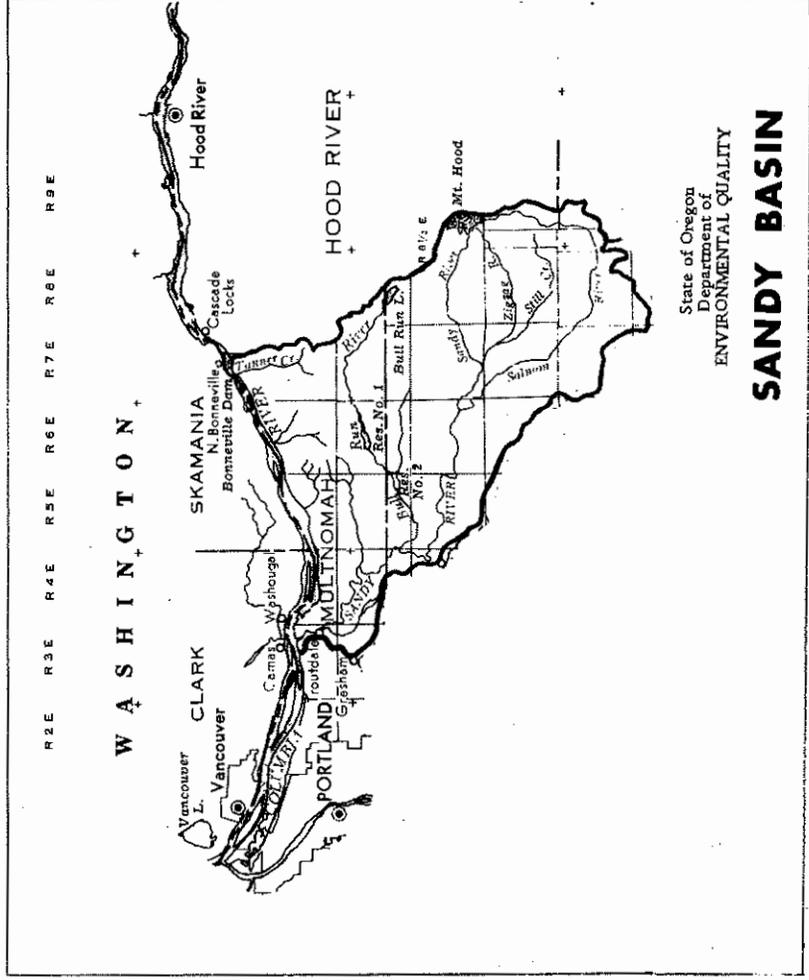 R2E R3E R4E R5E R6E R7E R8E R9E
WASHINGTON
CLARK
SKAMANIA
Vancouver
L.
Vancouver
Camas
Washougal
N. Bonneville
Bonneville Dam
Cascade
Locks
Hood River
COLUMBIA
RIVER
Tanner Cr.
PORTLAND
Troutdale
Gresham
MULTNOMAH
HOOD RIVER
SANDY
RIVER
Bull
Run
River
Res. No. 1
Res.
No. 2
Bull Run L.
R 8½ E
Mt. Hood
Sandy
River
Zigzag
R.
Still Cr.
Salmon
River
State of Oregon
Department of
ENVIRONMENTAL QUALITY
SANDY BASIN